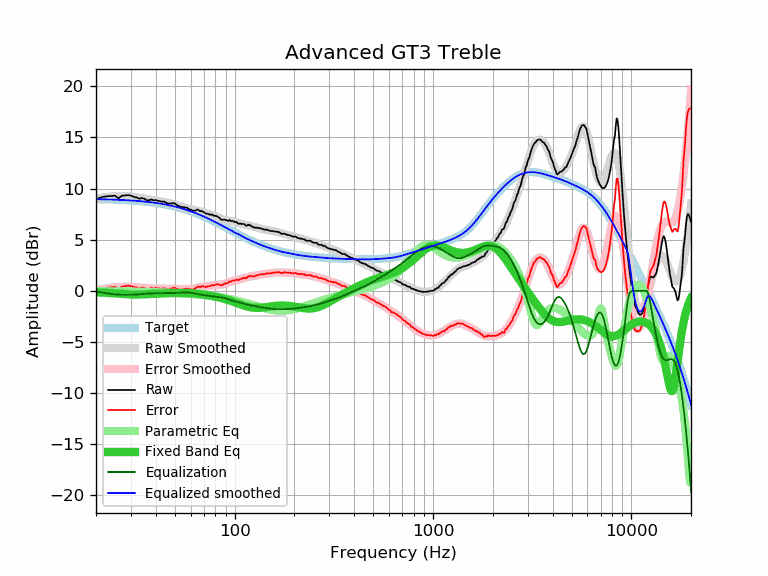 Advanced GT3 Treble
20
15
10
5
0
−5
−10
−15
−20
Amplitude (dBr)
Target
Raw Smoothed
Error Smoothed
Raw
Error
Parametric Eq
Fixed Band Eq
Equalization
Equalized smoothed
100
1000
10000
Frequency (Hz)